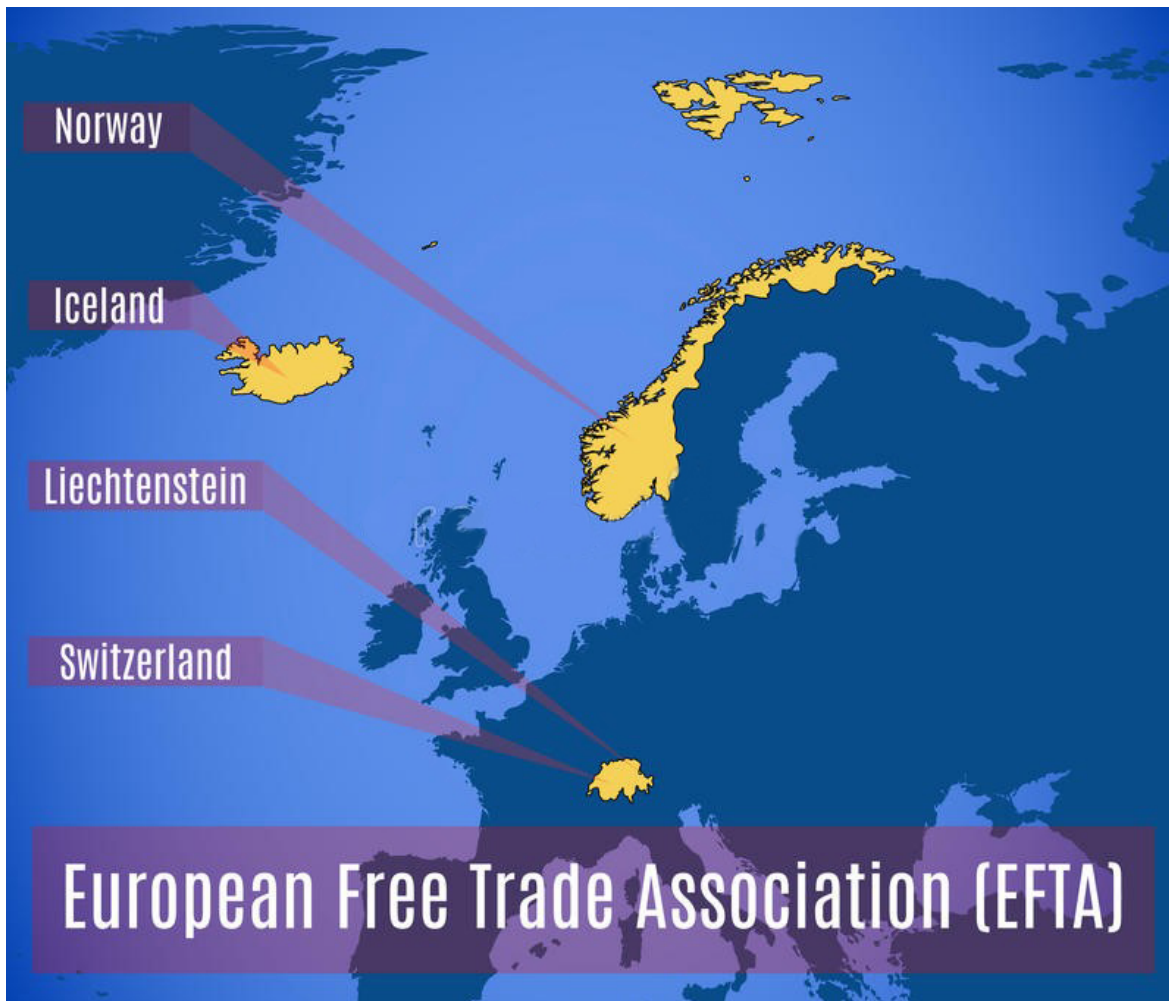 Norway
Iceland
Liechtenstein
Switzerland
European Free Trade Association (EFTA)